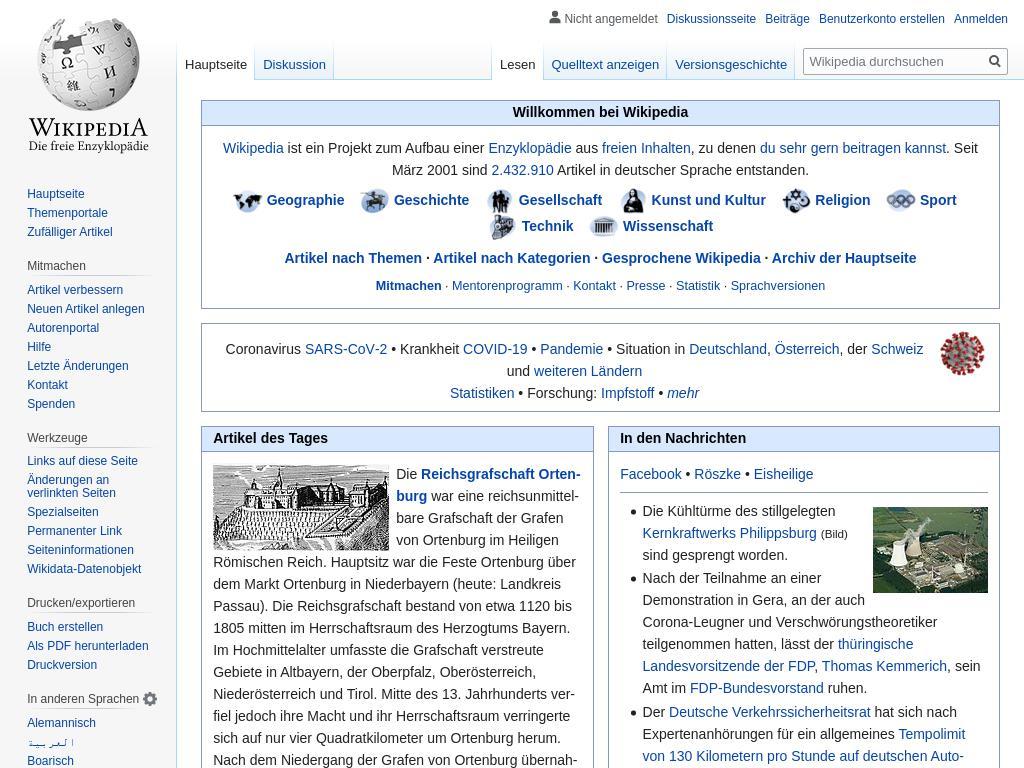 Nicht angemeldet Diskussionsseite Beiträge Benutzerkonto erstellen Anmelden
Hauptseite Diskussion Lesen Quelltext anzeigen Versionsgeschichte Wikipedia durchsuchen
WIKIPEDIA
Die freie Enzyklopädie
Hauptseite
Themenportale
Zufälliger Artikel
Mitmachen
Artikel verbessern
Neuen Artikel anlegen
Autorenportal
Hilfe
Letzte Änderungen
Kontakt
Spenden
Werkzeuge
Links auf diese Seite
Änderungen an
verlinkten Seiten
Spezialseiten
Permanenter Link
Seiteninformationen
Wikidata-Datenobjekt
Drucken/exportieren
Buch erstellen
Als PDF herunterladen
Druckversion
In anderen Sprachen
Alemannisch
العربية
Boarisch
Willkommen bei Wikipedia
Wikipedia ist ein Projekt zum Aufbau einer Enzyklopädie aus freien Inhalten, zu denen du sehr gern beitragen kannst. Seit
März 2001 sind 2.432.910 Artikel in deutscher Sprache entstanden.
Geographie Geschichte Gesellschaft Kunst und Kultur Religion Sport
Technik Wissenschaft
Artikel nach Themen · Artikel nach Kategorien · Gesprochene Wikipedia · Archiv der Hauptseite
Mitmachen · Mentorenprogramm · Kontakt · Presse · Statistik · Sprachversionen
Coronavirus SARS-CoV-2 • Krankheit COVID-19 • Pandemie • Situation in Deutschland, Österreich, der Schweiz
und weiteren Ländern
Statistiken • Forschung: Impfstoff • mehr
Artikel des Tages
Die Reichsgrafschaft Orten-
burg war eine reichsunmittel-
bare Grafschaft der Grafen
von Ortenburg im Heiligen
Römischen Reich. Hauptsitz war die Feste Ortenburg über
dem Markt Ortenburg in Niederbayern (heute: Landkreis
Passau). Die Reichsgrafschaft bestand von etwa 1120 bis
1805 mitten im Herrschaftsraum des Herzogtums Bayern.
Im Hochmittelalter umfasste die Grafschaft verstreute
Gebiete in Altbayern, der Oberpfalz, Oberösterreich,
Niederösterreich und Tirol. Mitte des 13. Jahrhunderts ver-
fiel jedoch ihre Macht und ihr Herrschaftsraum verringerte
sich auf nur vier Quadratkilometer um Ortenburg herum.
Nach dem Niedergang der Grafen von Ortenburg übernah-
In den Nachrichten
Facebook • Röszke • Eisheilige
• Die Kühltürme des stillgelegten
Kernkraftwerks Philippsburg (Bild)
sind gesprengt worden.
• Nach der Teilnahme an einer
Demonstration in Gera, an der auch
Corona-Leugner und Verschwörungstheoretiker
teilgenommen hatten, lässt der thüringische
Landesvorsitzende der FDP, Thomas Kemmerich, sein
Amt im FDP-Bundesvorstand ruhen.
• Der Deutsche Verkehrssicherheitsrat hat sich nach
Expertenanhörungen für ein allgemeines Tempolimit
von 130 Kilometern pro Stunde auf deutschen Auto-